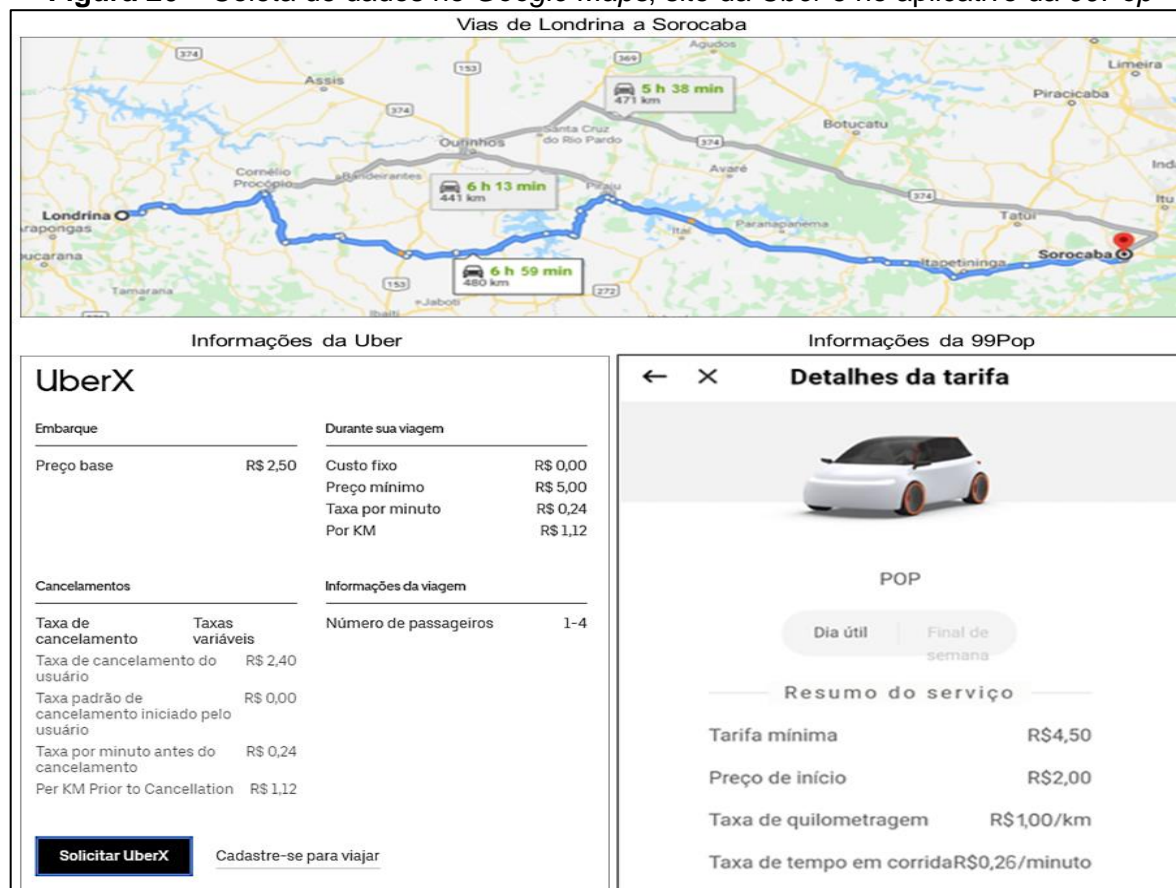 Vias de Londrina a Sorocaba
374
153
369
Agudos
Limeira
Assis
Piracicaba
5 h 38 min
471 km
374
Botucatu
Ourinhos
Santa Cruz
do Rio Pardo
374
Cornélio
Procópio
Bandeirantes
Avaré
6 h 13 min
441 km
Piraju
374
Itu
Londrina
rapongas
Tatuí
Itaí
Paranapanema
ucarana
Itapetininga
Sorocaba
6 h 59 min
480 km
Tamarana
153
272
Jaboti
Ibaiti
Informações da Uber
UberX
Embarque
Preço base R$ 2,50
Durante sua viagem
Custo fixo R$ 0,00
Preço mínimo R$ 5,00
Taxa por minuto R$ 0,24
Por KM R$ 1,12
Cancelamentos
Taxa de cancelamento Taxas variáveis
Taxa de cancelamento do R$ 2,40
usuário
Taxa padrão de R$ 0,00
cancelamento iniciado pelo
usuário
Taxa por minuto antes do R$ 0,24
cancelamento
Per KM Prior to Cancellation R$ 1,12
Informações da viagem
Número de passageiros 1-4
Solicitar UberX Cadastre-se para viajar
Informações da 99Pop
Detalhes da tarifa
POP
Dia útil Final de
semana
Resumo do serviço
Tarifa mínima R$4,50
Preço de início R$2,00
Taxa de quilometragem R$1,00/km
Taxa de tempo em corridaR$0,26/minuto